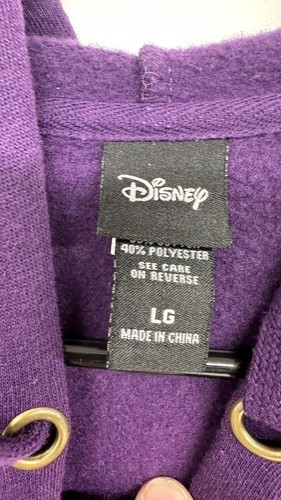 Disney
40% POLYESTER
SEE CARE
ON REVERSE
LG
MADE IN CHINA